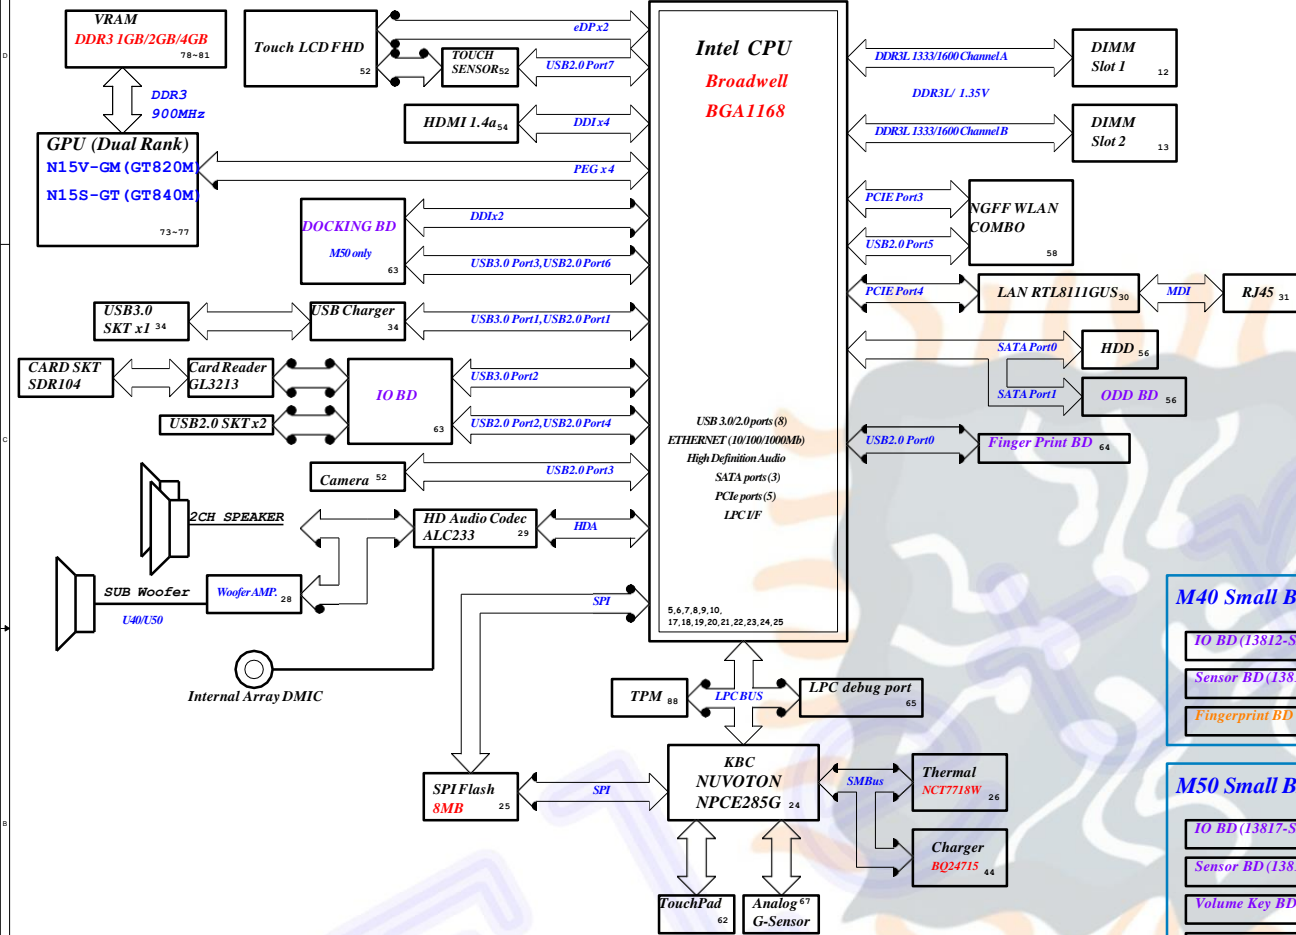 VRAM
DDR3 1GB/2GB/4GB
78~81
DDR3
900MHz
GPU (Dual Rank)
N15V-GM(GT820M)
N15S-GT(GT840M)
73~77
Touch LCD FHD
52
eDP x2
TOUCH
SENSOR 52
USB2.0 Port7
HDMI 1.4a 54
DDI x4
PEG x4
DOCKING BD
M50 only
63
DDIx2
USB3.0 Port3,USB2.0 Port6
USB3.0
SKT x1 34
USB Charger
34
USB3.0 Port1,USB2.0 Port1
CARD SKT
SDR104
Card Reader
GL3213
IO BD
63
USB3.0 Port2
USB2.0 SKT x2
USB2.0 Port2,USB2.0 Port4
Camera 52
USB2.0 Port3
2CH SPEAKER
HD Audio Codec
ALC233 29
HDA
SUB Woofer
U40/U50
Woofer AMP. 28
SPI
Internal Array DMIC
Intel CPU
Broadwell
BGA1168
USB 3.0/2.0 ports (8)
ETHERNET (10/100/1000Mb)
High Definition Audio
SATA ports (3)
PCIe ports (5)
LPC I/F
5,6,7,8,9,10,
17,18,19,20,21,22,23,24,25
DDR3L 1333/1600 Channel A
DIMM
Slot 1 12
DDR3L/ 1.35V
DDR3L 1333/1600 Channel B
DIMM
Slot 2 13
PCIE Port3
NGFF WLAN
COMBO
58
USB2.0 Port5
PCIE Port4
LAN RTL8111GUS 30
MDI
RJ45 31
SATA Port0
HDD 56
SATA Port1
ODD BD 56
USB2.0 Port0
Finger Print BD 64
TPM 88
LPC BUS
LPC debug port
65
KBC
NUVOTON
NPCE285G 24
SPI Flash
8MB 25
SPI
SMBus
Thermal
NCT7718W
26
Charger
BQ24715 44
TouchPad
62
Analog 67
G-Sensor
M40 Small B
IO BD (13812-S
Sensor BD (138
Fingerprint BD
M50 Small B
IO BD (13817-S
Sensor BD (138
Volume Key BD
D
C
B